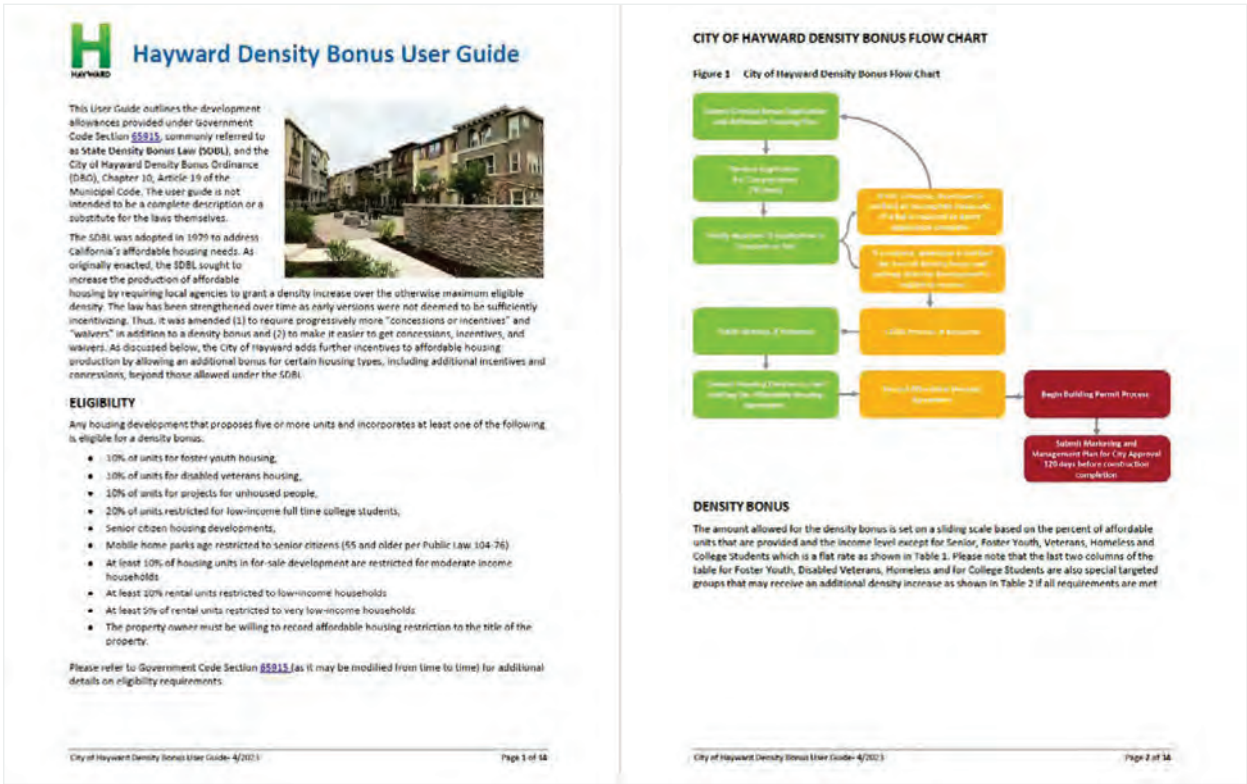 HAYWARD
Hayward Density Bonus User Guide
This User Guide outlines the development
allowances provided under Government
Code Section 65915, commonly referred to
as State Density Bonus Law (SDBL), and the
City of Hayward Density Bonus Ordinance
(DBO), Chapter 10, Article 19 of the
Municipal Code. The user guide is not
intended to be a complete description or a
substitute for the laws themselves.
The SDBL was adopted in 1979 to address
California's affordable housing needs. As
originally enacted, the SDBL sought to
increase the production of affordable
housing by requiring local agencies to grant a density increase over the otherwise maximum eligible
density. The law has been strengthened over time as early versions were not deemed to be sufficiently
incentivizing. Thus, it was amended (1) to require progressively more "concessions or incentives" and
"waivers" in addition to a density bonus and (2) to make it easier to get concessions, incentives, and
waivers. As discussed below, the City of Hayward adds further incentives to affordable housing
production by allowing an additional bonus for certain housing types, including additional incentives and
concessions, beyond those allowed under the SDBL
ELIGIBILITY
Any housing development that proposes five or more units and incorporates at least one of the following
is eligible for a density bonus.
• 10% of units for foster youth housing,
• 10% of units for disabled veterans housing,
• 10% of units for projects for unhoused people,
• 20% of units restricted for low-income full time college students,
• Senior citizen housing developments,
• Mobile home parks age restricted to senior citizens (55 and older per Public Law 104-76)
• At least 10% of housing units in for-sale development are restricted for moderate income
households
• At least 10% rental units restricted to low-income households
• At least 5% of rental units restricted to very low-income households
• The property owner must be willing to record affordable housing restriction to the title of the
property.
Please refer to Government Code Section 65915 (as it may be modified from time to time) for additional
details on eligibility requirements
City of Hayward Density Bonus User Guide- 4/2023
Page 1 of 14
CITY OF HAYWARD DENSITY BONUS FLOW CHART
Figure 1 City of Hayward Density Bonus Flow Chart
Begin Building Permit Process
Submit Marketing and
Management Plan for City Approval
120 days before construction
completion
DENSITY BONUS
The amount allowed for the density bonus is set on a sliding scale based on the percent of affordable
units that are provided and the income level except for Senior, Foster Youth, Veterans, Homeless and
College Students which is a flat rate as shown in Table 1. Please note that the last two columns of the
table for Foster Youth, Disabled Veterans, Homeless and for College Students are also special targeted
groups that may receive an additional density increase as shown in Table 2 if all requirements are met
City of Hayward Density Bonus User Guide- 4/2023
Page 2 of 14